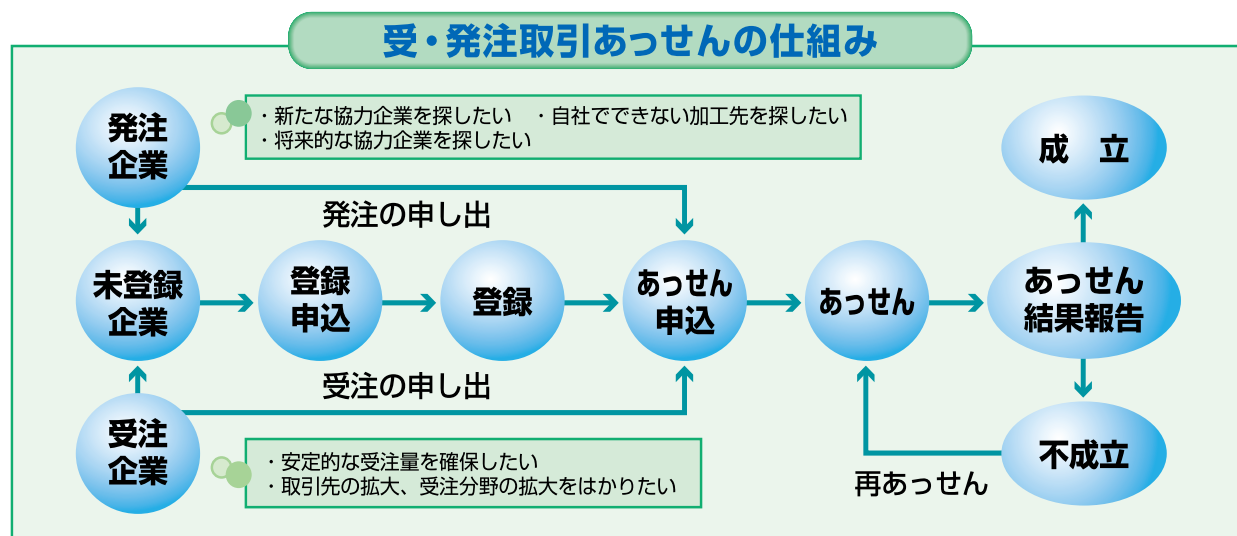 受・発注取引あっせんの仕組み
発注
企業
・新たな協力企業を探したい　・自社でできない加工先を探したい
・将来的な協力企業を探したい
成　立
発注の申し出
未登録
企業
登録
申込
登録
あっせん
申込
あっせん
あっせん
結果報告
受注の申し出
受注
企業
・安定的な受注量を確保したい
・取引先の拡大、受注分野の拡大をはかりたい
不成立
再あっせん